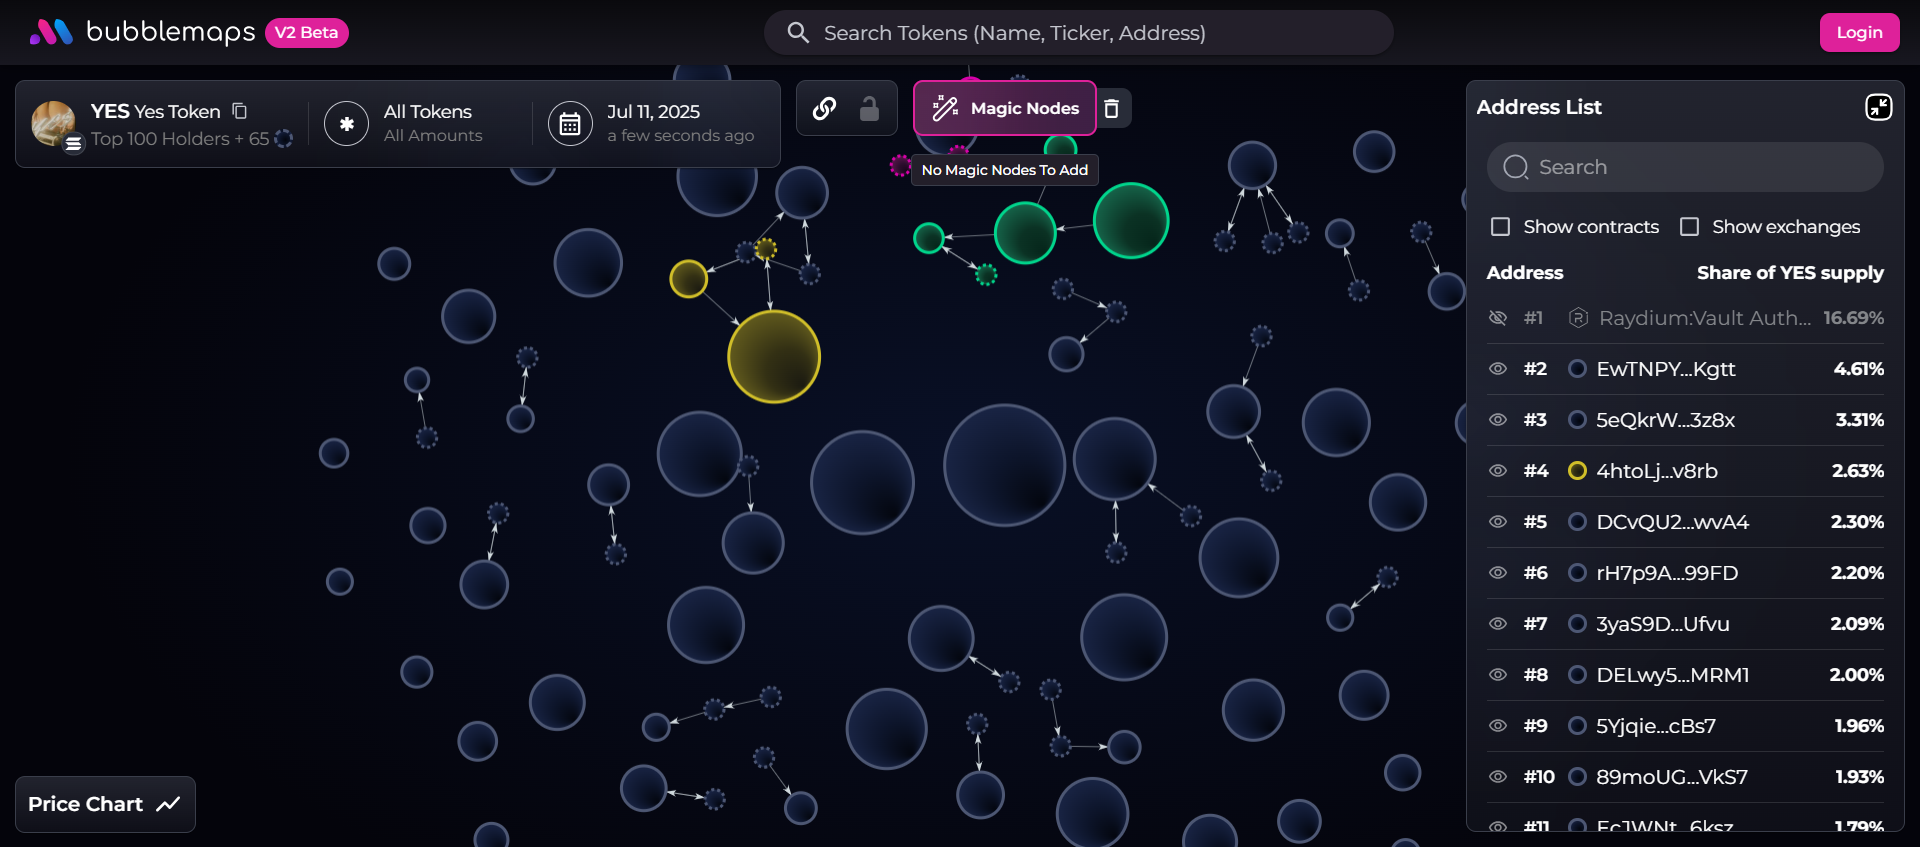 bubblemaps V2 Beta
Search Tokens (Name, Ticker, Address)
Login
YES Yes Token
Top 100 Holders + 65
All Tokens
All Amounts
Jul 11, 2025
a few seconds ago
Magic Nodes
No Magic Nodes To Add
Address List
Search
Show contracts Show exchanges
Address Share of YES supply
#1 Raydium:Vault Auth... 16.69%
#2 EwTNPY...Kgtt 4.61%
#3 5eQkrW...3z8x 3.31%
#4 4htoLj...v8rb 2.63%
#5 DCvQU2...wvA4 2.30%
#6 rH7p9A...99FD 2.20%
#7 3yaS9D...Ufvu 2.09%
#8 DELwy5...MRM1 2.00%
#9 5Yjqie...cBs7 1.96%
#10 89moUG...VkS7 1.93%
#11 EcJWNt...6ksz 1.79%
Price Chart